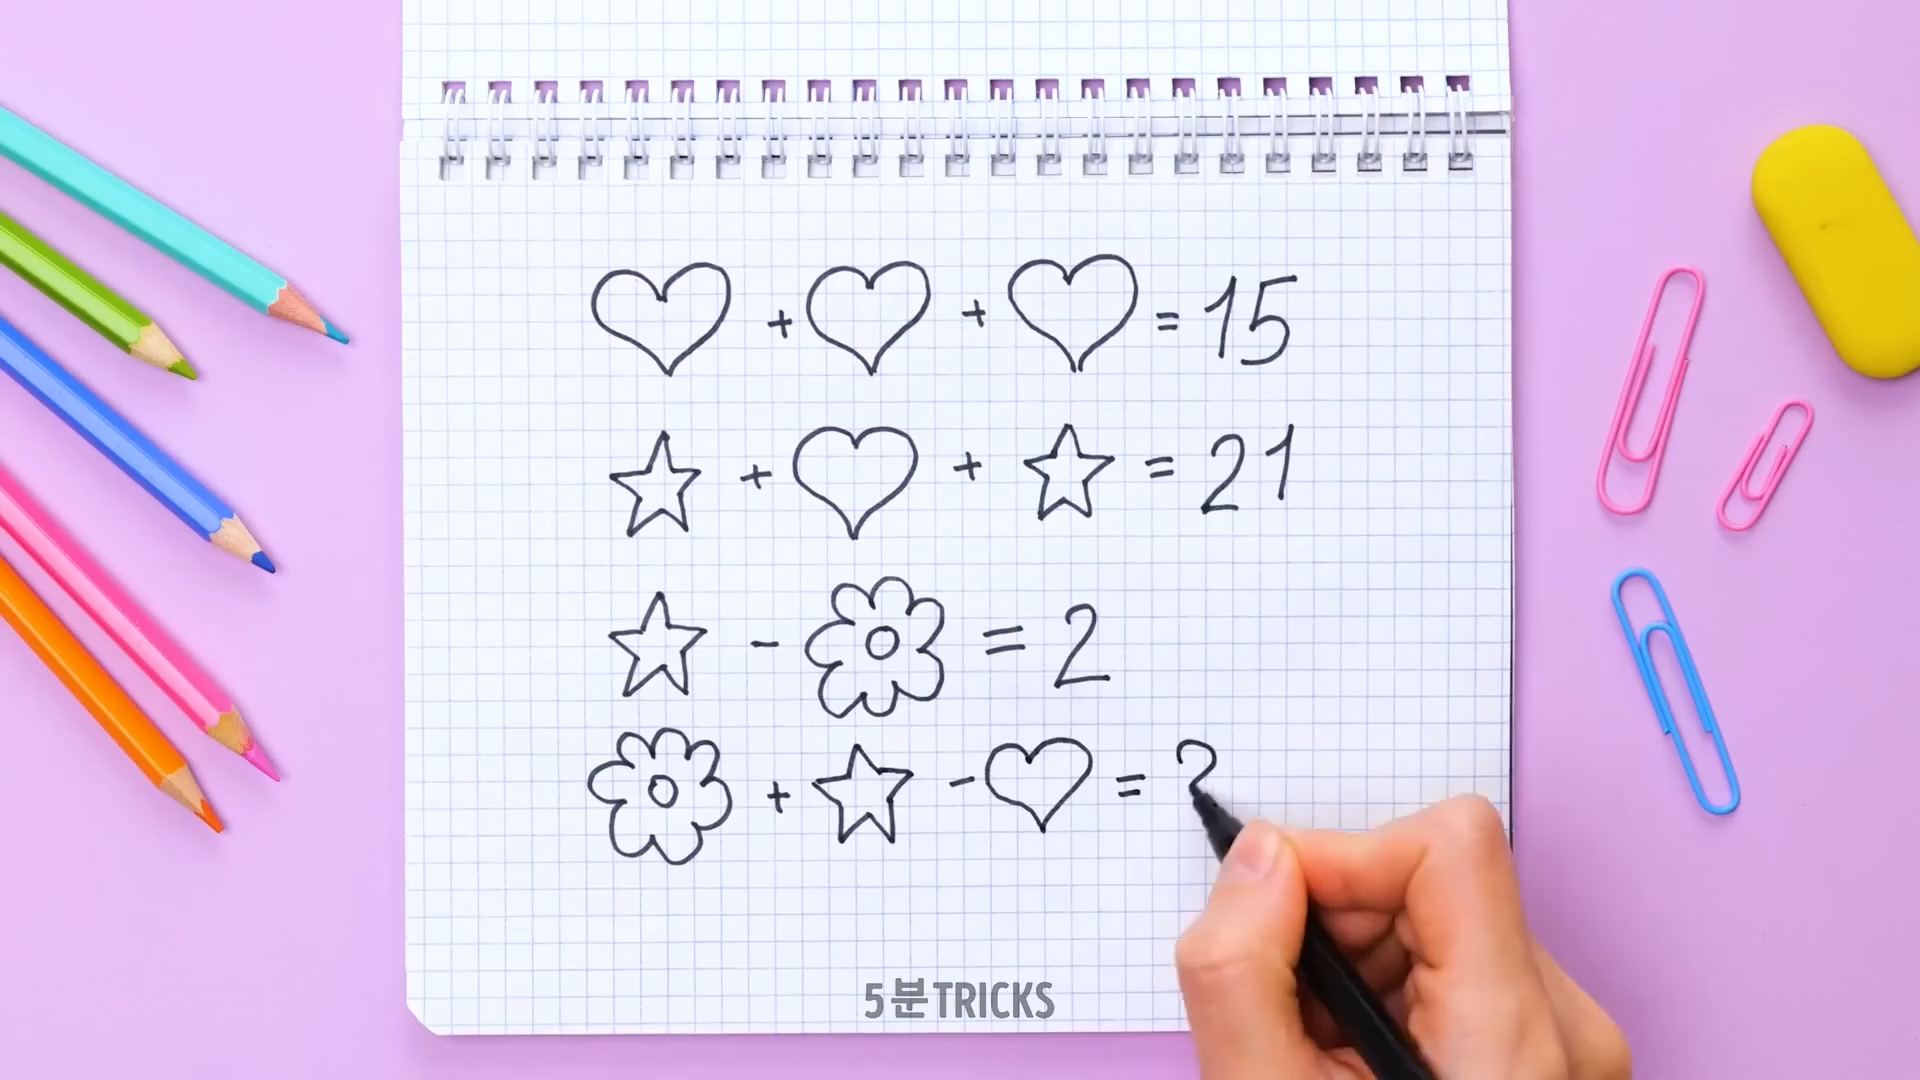 + + = 15
+ + = 21
- = 2
+ - = ?
5분TRICKS